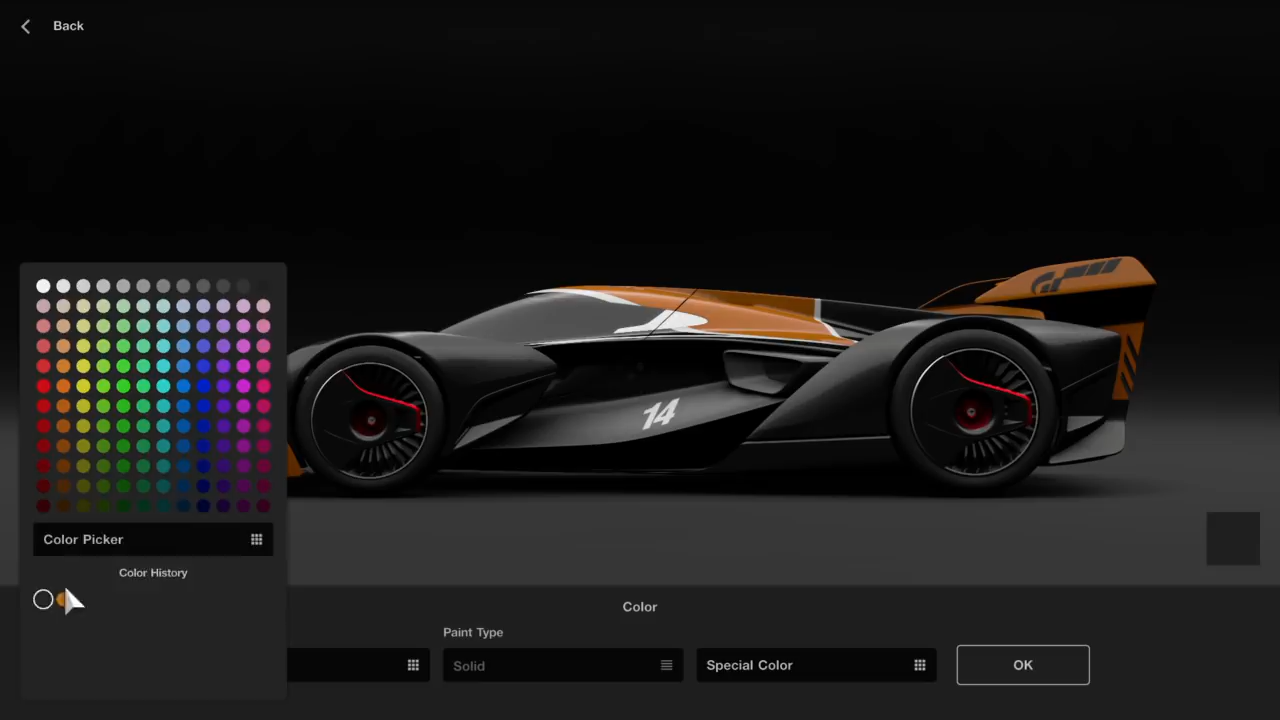 Back
14
Color Picker
Color History
Color
Paint Type
Solid
Special Color
OK